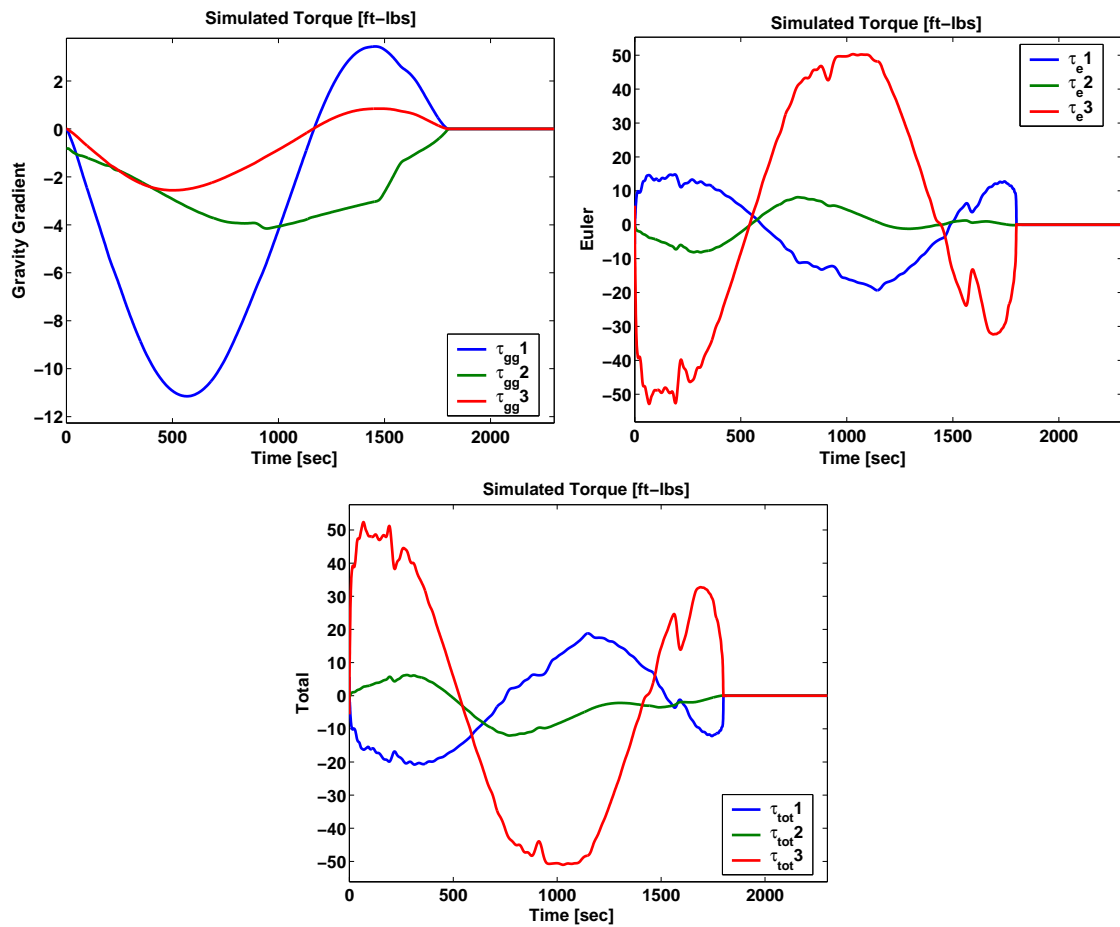 Simulated Torque [ft−lbs]
2
0
−2
−4
−6
−8
−10
−12
Gravity Gradient
0
500
1000
1500
2000
Time [sec]
τgg1
τgg2
τgg3
Simulated Torque [ft−lbs]
50
40
30
20
10
0
−10
−20
−30
−40
−50
Euler
0
500
1000
1500
2000
Time [sec]
τe1
τe2
τe3
Simulated Torque [ft−lbs]
50
40
30
20
10
0
−10
−20
−30
−40
−50
Total
0
500
1000
1500
2000
Time [sec]
τtot1
τtot2
τtot3